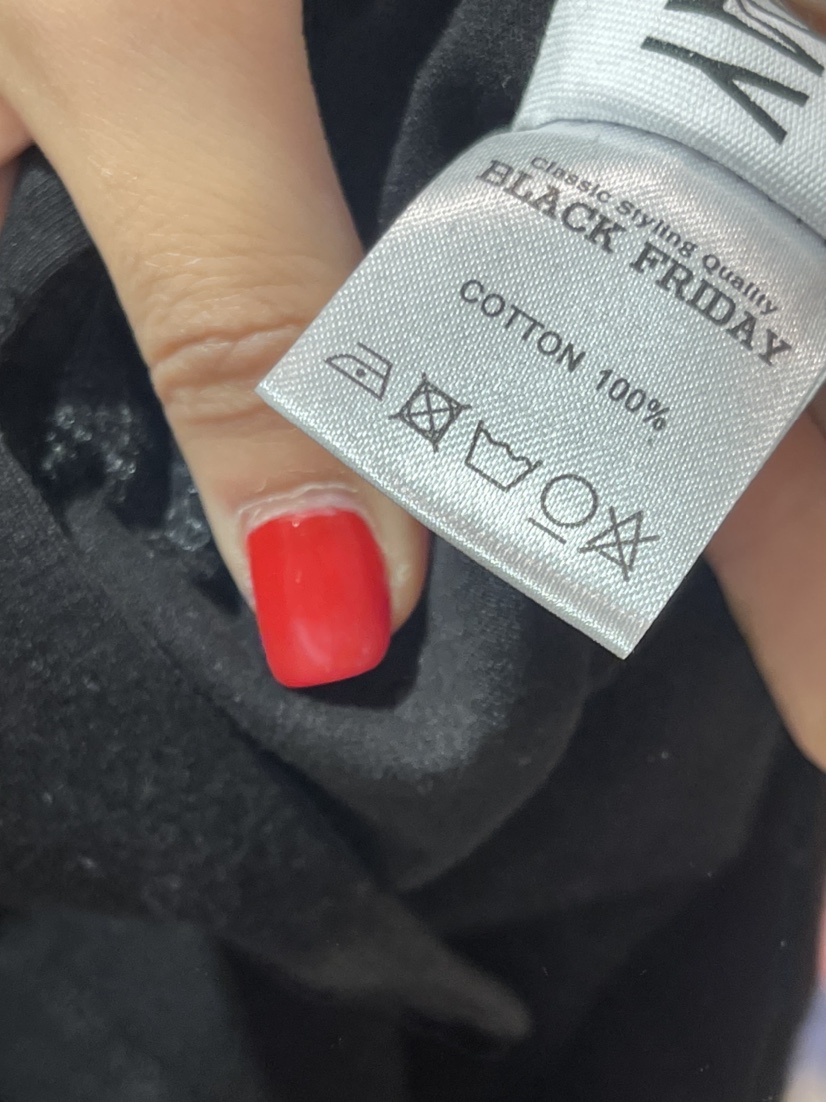 Classic Styling Quality
BLACK FRIDAY
COTTON 100%